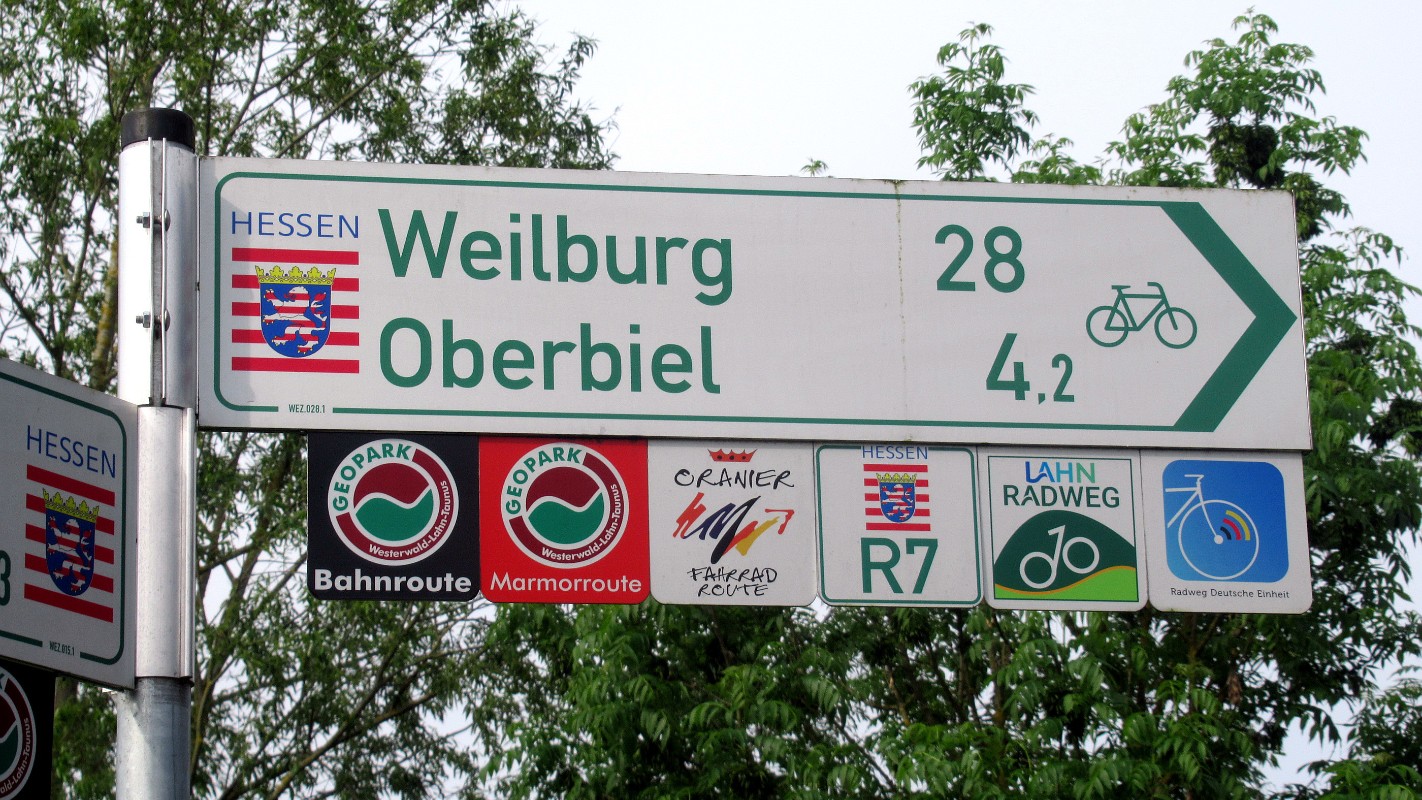 HESSEN
Weilburg 28
Oberbiel 4,2
WEZ.028.1
GEOPARK
Westerwald-Lahn-Taunus
Bahnroute
GEOPARK
Westerwald-Lahn-Taunus
Marmorroute
ORANIER
FAHRRAD
ROUTE
HESSEN
R7
LAHN
RADWEG
Radweg Deutsche Einheit
HESSEN
3
WEZ.015.1